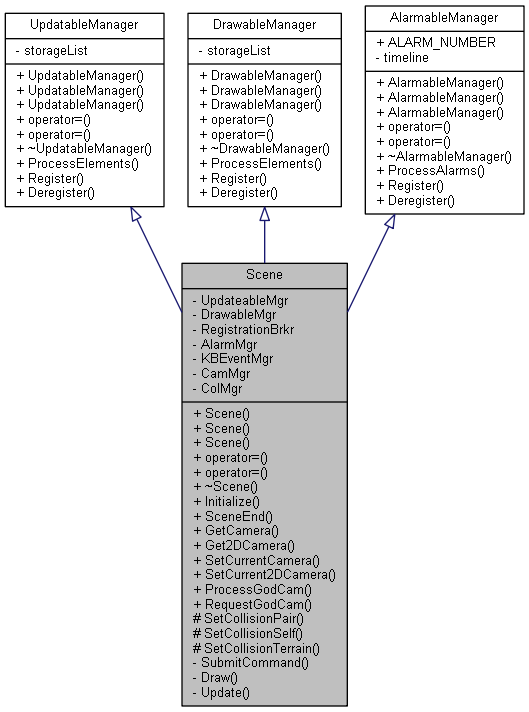 UpdatableManager
- storageList
+ UpdatableManager()
+ UpdatableManager()
+ UpdatableManager()
+ operator=()
+ operator=()
+ ~UpdatableManager()
+ ProcessElements()
+ Register()
+ Deregister()
DrawableManager
- storageList
+ DrawableManager()
+ DrawableManager()
+ DrawableManager()
+ operator=()
+ operator=()
+ ~DrawableManager()
+ ProcessElements()
+ Register()
+ Deregister()
AlarmableManager
+ ALARM_NUMBER
- timeline
+ AlarmableManager()
+ AlarmableManager()
+ AlarmableManager()
+ operator=()
+ operator=()
+ ~AlarmableManager()
+ ProcessAlarms()
+ Register()
+ Deregister()
Scene
- UpdateableMgr
- DrawableMgr
- RegistrationBrkr
- AlarmMgr
- KBEventMgr
- CamMgr
- ColMgr
+ Scene()
+ Scene()
+ Scene()
+ operator=()
+ operator=()
+ ~Scene()
+ Initialize()
+ SceneEnd()
+ GetCamera()
+ Get2DCamera()
+ SetCurrentCamera()
+ SetCurrent2DCamera()
+ ProcessGodCam()
+ RequestGodCam()
# SetCollisionPair()
# SetCollisionSelf()
# SetCollisionTerrain()
- SubmitCommand()
- Draw()
- Update()